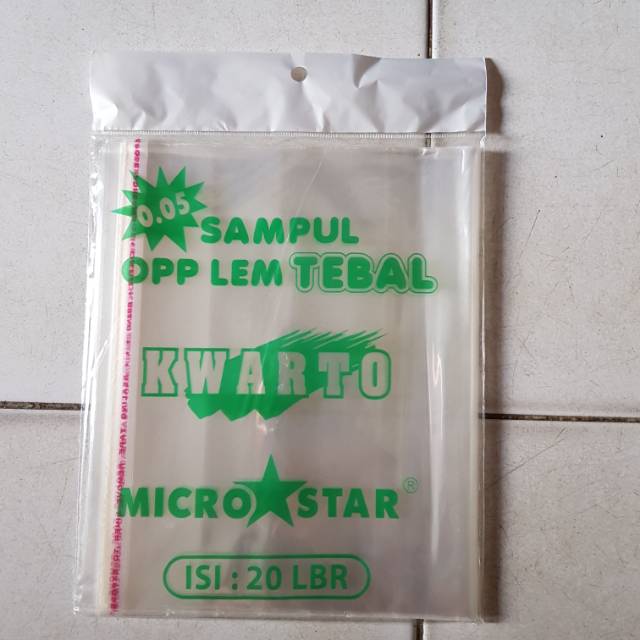 0.05
SAMPUL
OPP LEM TEBAL
KWARTO
MICRO★STAR®
ISI : 20 LBR